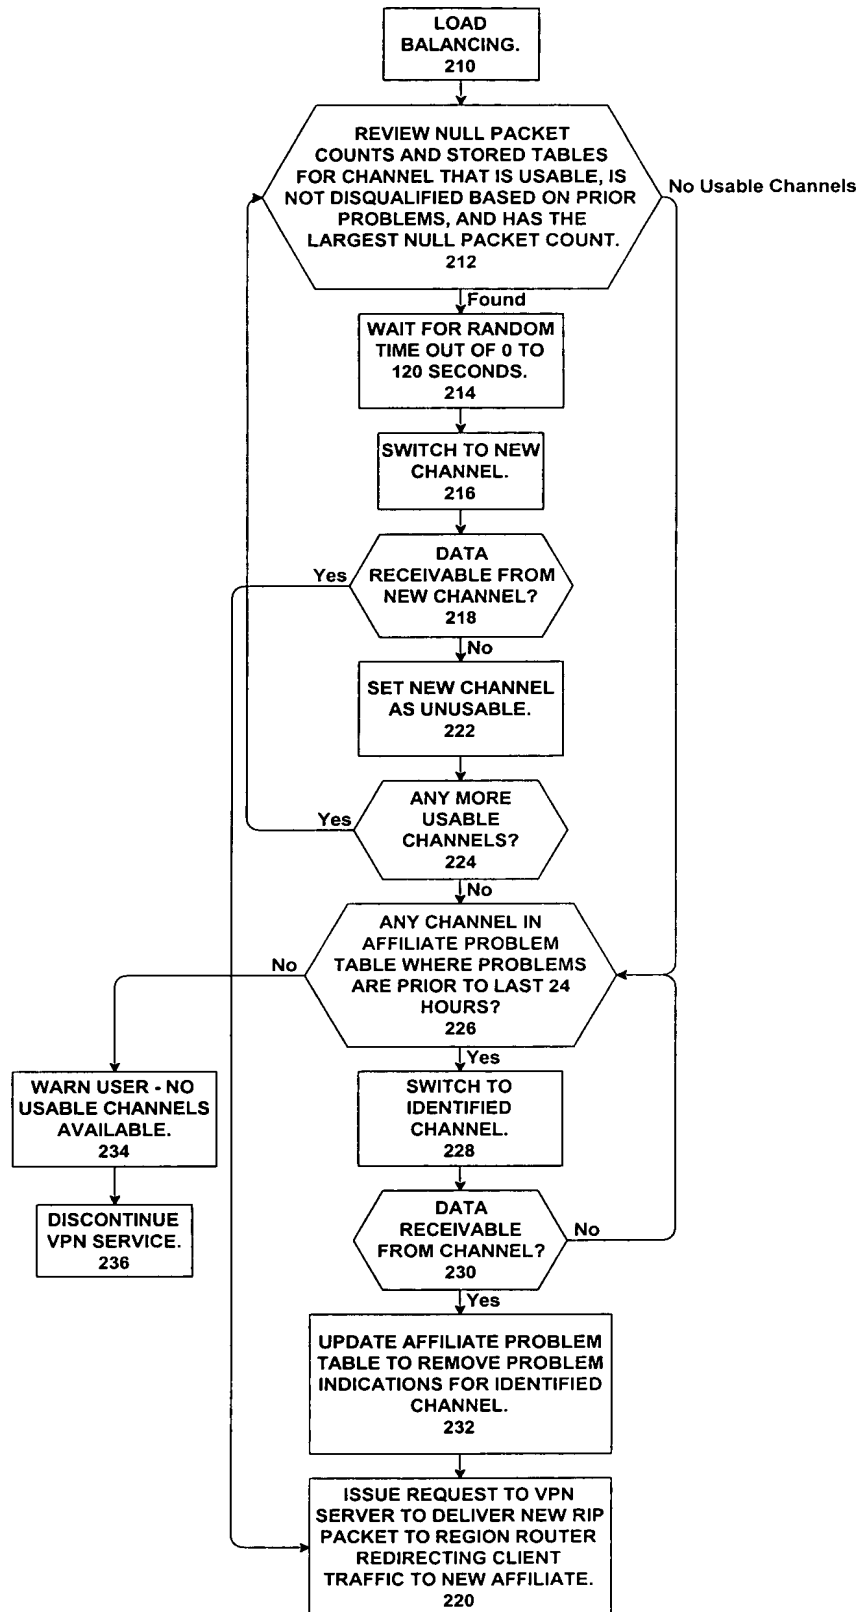 LOAD
BALANCING.
210
REVIEW NULL PACKET
COUNTS AND STORED TABLES
FOR CHANNEL THAT IS USABLE, IS
NOT DISQUALIFIED BASED ON PRIOR
PROBLEMS, AND HAS THE
LARGEST NULL PACKET COUNT.
212
No Usable Channels
Found
WAIT FOR RANDOM
TIME OUT OF 0 TO
120 SECONDS.
214
SWITCH TO NEW
CHANNEL.
216
DATA
RECEIVABLE FROM
NEW CHANNEL?
218
Yes
No
SET NEW CHANNEL
AS UNUSABLE.
222
ANY MORE
USABLE
CHANNELS?
224
Yes
No
ANY CHANNEL IN
AFFILIATE PROBLEM
TABLE WHERE PROBLEMS
ARE PRIOR TO LAST 24
HOURS?
226
No
Yes
WARN USER - NO
USABLE CHANNELS
AVAILABLE.
234
SWITCH TO
IDENTIFIED
CHANNEL.
228
DISCONTINUE
VPN SERVICE.
236
DATA
RECEIVABLE
FROM CHANNEL?
230
No
Yes
UPDATE AFFILIATE PROBLEM
TABLE TO REMOVE PROBLEM
INDICATIONS FOR IDENTIFIED
CHANNEL.
232
ISSUE REQUEST TO VPN
SERVER TO DELIVER NEW RIP
PACKET TO REGION ROUTER
REDIRECTING CLIENT
TRAFFIC TO NEW AFFILIATE.
220